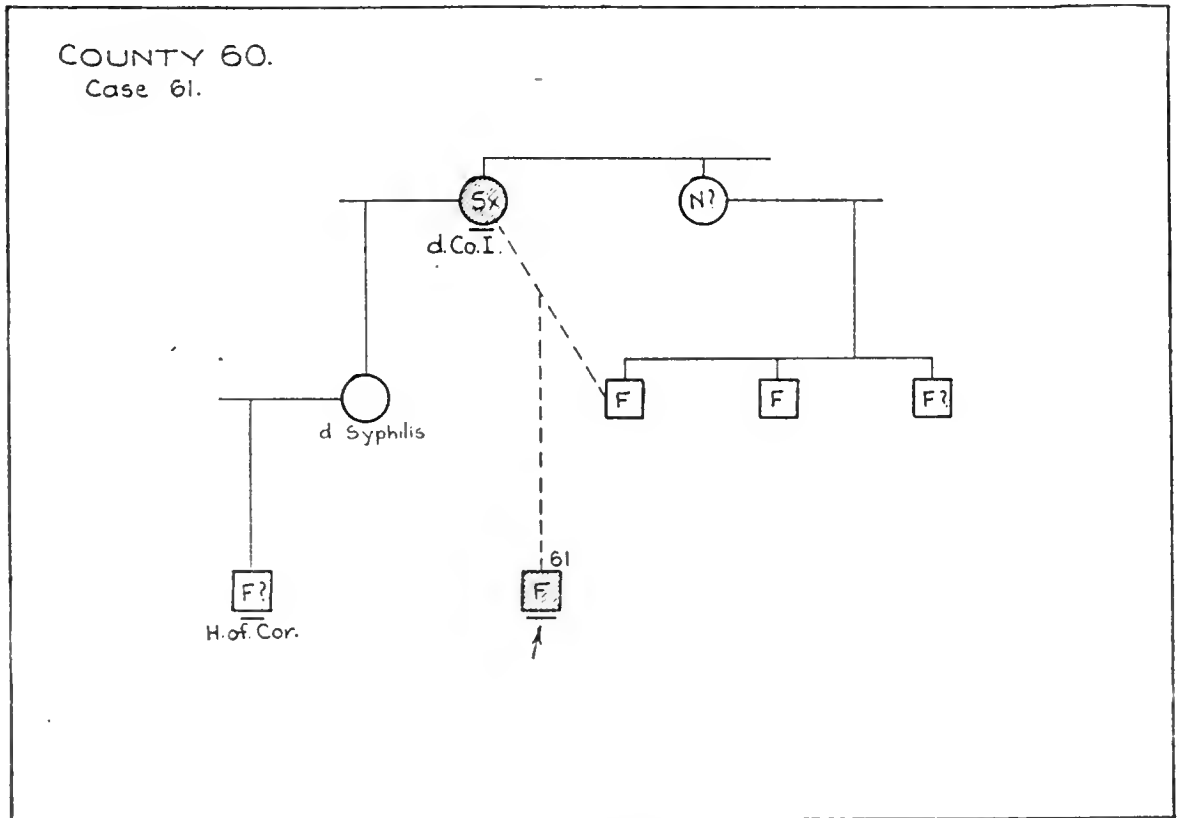 COUNTY 60.
Case 61.
Sx
N?
d.Co.I.
F
F
F?
d Syphilis
61
F?
F
H.of.Cor.